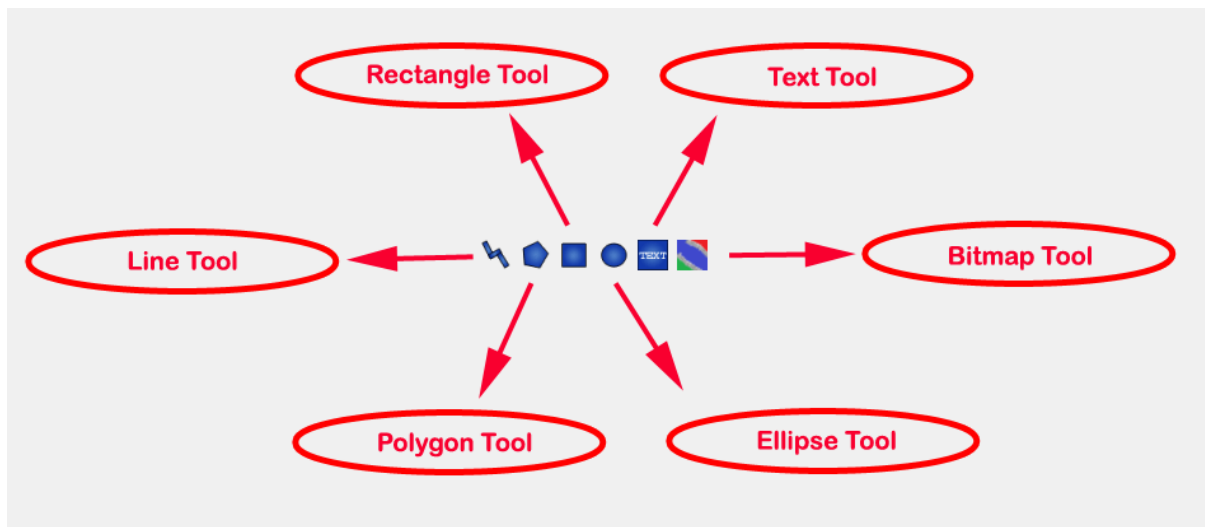 Rectangle Tool
Text Tool
Line Tool
TEXT
Bitmap Tool
Polygon Tool
Ellipse Tool